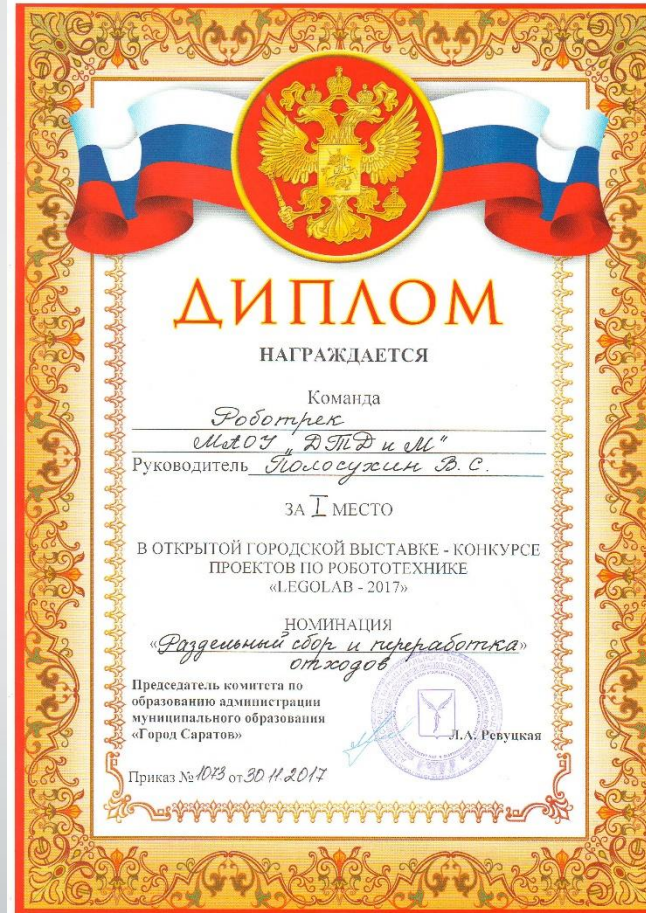 ДИПЛОМ
НАГРАЖДАЕТСЯ
Команда
Роботрек
МАОУ „ДТД и М"
Руководитель Полосухин В. С.
ЗА I МЕСТО
В ОТКРЫТОЙ ГОРОДСКОЙ ВЫСТАВКЕ - КОНКУРСЕ
ПРОЕКТОВ ПО РОБОТОТЕХНИКЕ
«LEGOLAB - 2017»
НОМИНАЦИЯ
«Раздельный сбор и переработка»
отходов
Председатель комитета по
образованию администрации
муниципального образования
«Город Саратов»
Л.А. Ревуцкая
Приказ № 1073 от 30.11.2017